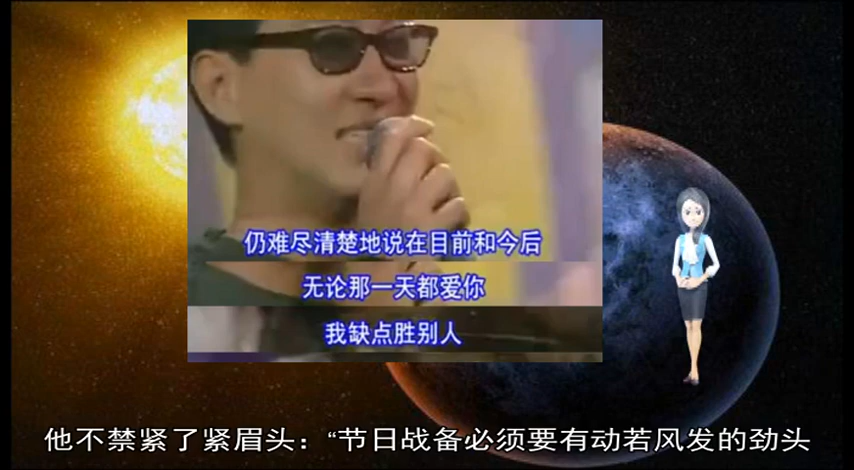 仍难尽清楚地说在目前和今后
无论那一天都爱你
我缺点胜别人
他不禁紧了紧眉头：“节日战备必须要有动若风发的劲头